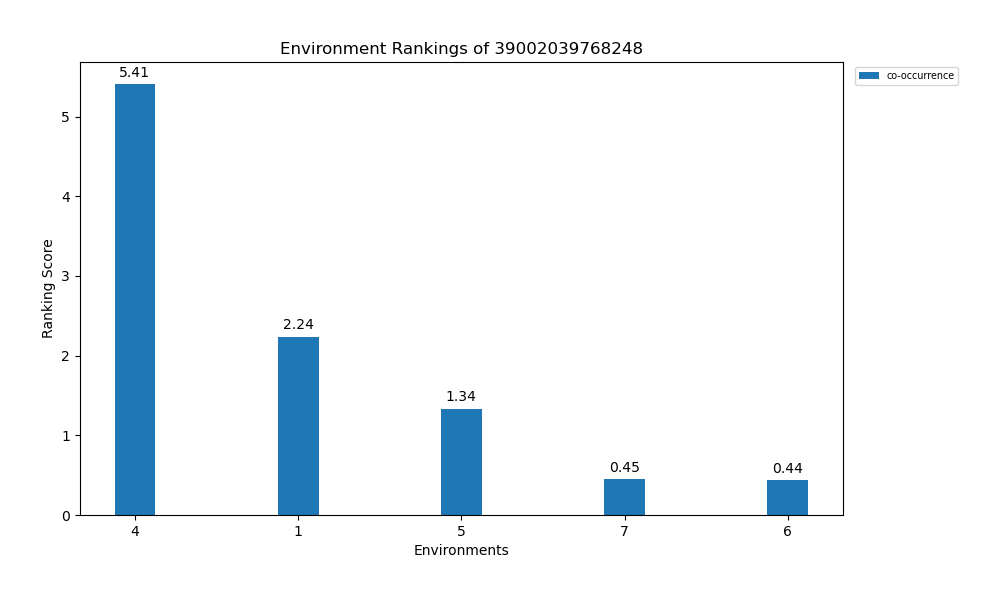 Environment Rankings of 39002039768248
co-occurrence
Ranking Score
5
4
3
2
1
0
5.41
2.24
1.34
0.45
0.44
4 1 5 7 6
Environments